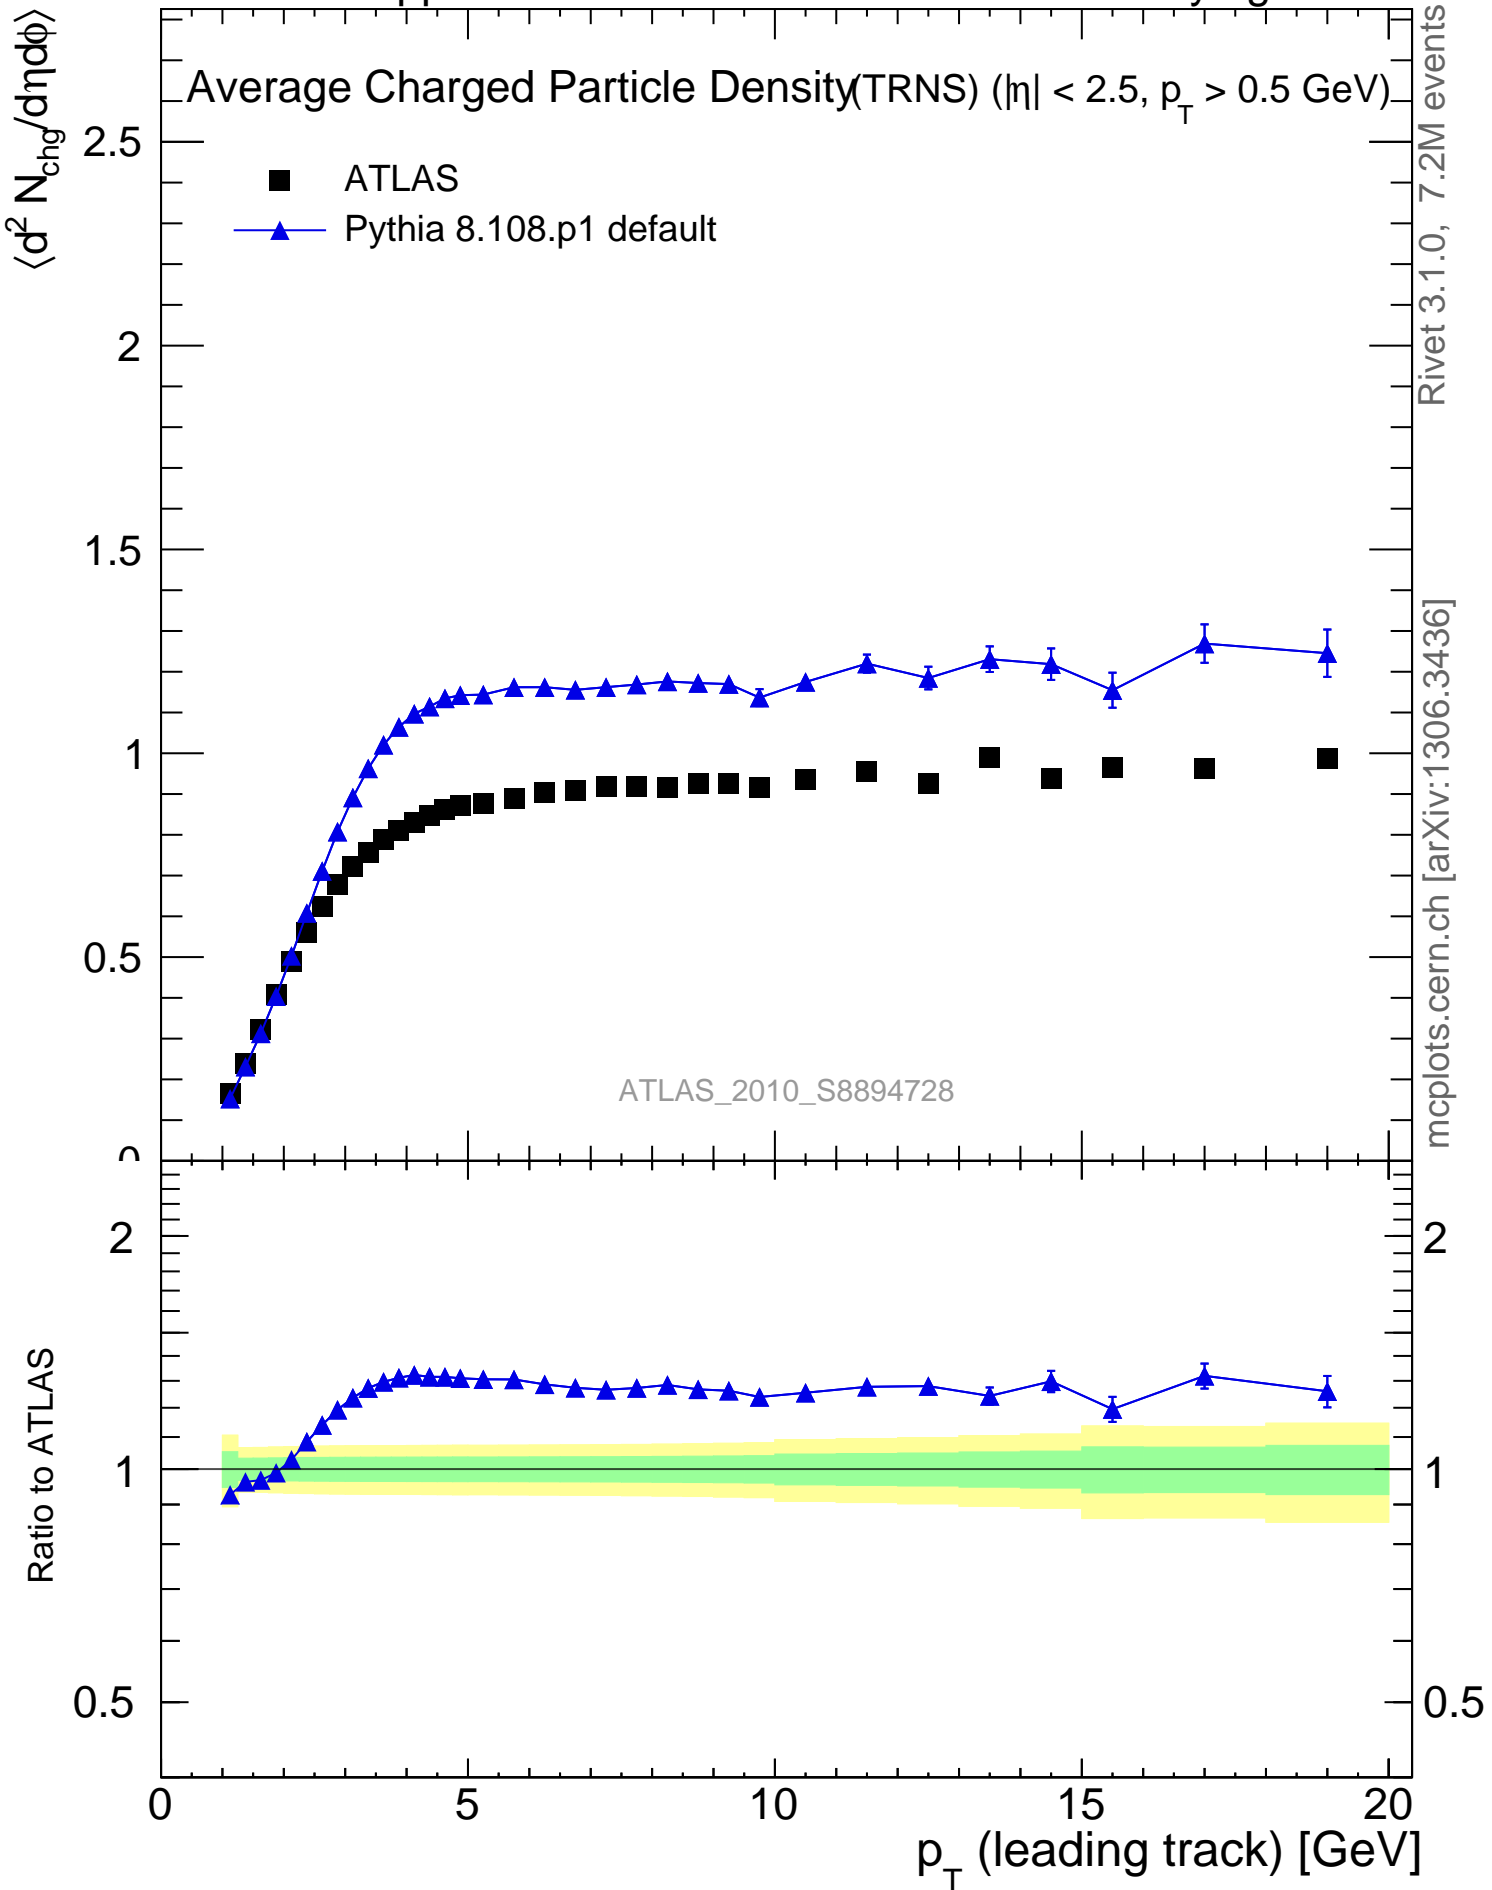 Average Charged Particle Density (TRNS) (|η| < 2.5, p_T > 0.5 GeV)
⟨d² N_chg/dηdϕ⟩
ATLAS
Pythia 8.108.p1 default
2.5
2
1.5
1
0.5
0
ATLAS_2010_S8894728
Rivet 3.1.0, 7.2M events
mcplots.cern.ch [arXiv:1306.3436]
Ratio to ATLAS
2
1
0.5
2
1
0.5
0 5 10 15 20
p_T (leading track) [GeV]